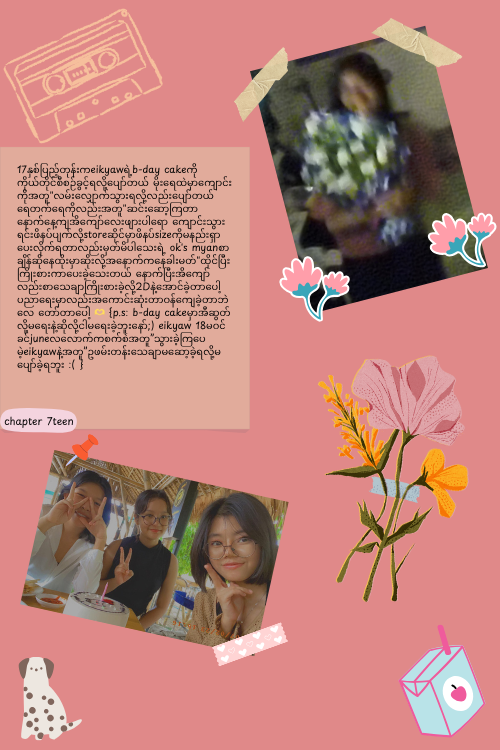 17နှစ်ပြည့်တုန်းကeikyawရဲ့b-day cakeကို
ကိုယ်တိုင်စီစဉ်ခွင့်ရလို့ပျော်တယ် မိုးရေထဲမှာကျောင်း
ကိုအတူ"လမ်းလျှောက်သွားရလို့လည်းပျော်တယ်
ရေတက်ရေကိုလည်းအတူ"ဆင်းဆော့ကြတာ
နောက်နေ့ကျအိကျော်လေးဖျားပါရော ကျောင်းသွား
ရင်းဖိနပ်ပျက်လို့storeဆိုင်မှာဖိနပ်sizeကိုမနည်းရှာ
ပေးလိုက်ရတာလည်းမှတ်မိပါသေးရဲ့ ok's myanစာ
ချိန်ဆိုနေထိုးမှာဆိုးလို့အနောက်ကနေခါးမတ်"ထိုင်ပြီး
ကြိုးစားကာပေးခဲ့သေးတယ် နောက်ပြီးအိကျော်
လည်းစာသေချာကြိုးစားခဲ့လို့2Dနဲ့အောင်ခဲ့တာပေါ့
ပညာရေးမှာလည်းအကောင်းဆုံးတာဝန်ကျေခဲ့တာဘဲ
လေ တော်တာပေါ့ {p.s: b-day cakeမှာအီဆွတ်
လို့မရေးနဲ့ဆိုလို့ငါမရေးခဲ့ဘူးနော်;) eikyaw 18မဝင်
ခင်juneလလောက်ကစက်စီအတူ"သွားခဲ့ကြပေ
မဲ့eikyawနဲ့အတူ"ဥဖမ်းတန်းသေချာမဆော့ခဲ့ရလို့မ
ပျော်ခဲ့ရဘူး :( }
chapter 7teen